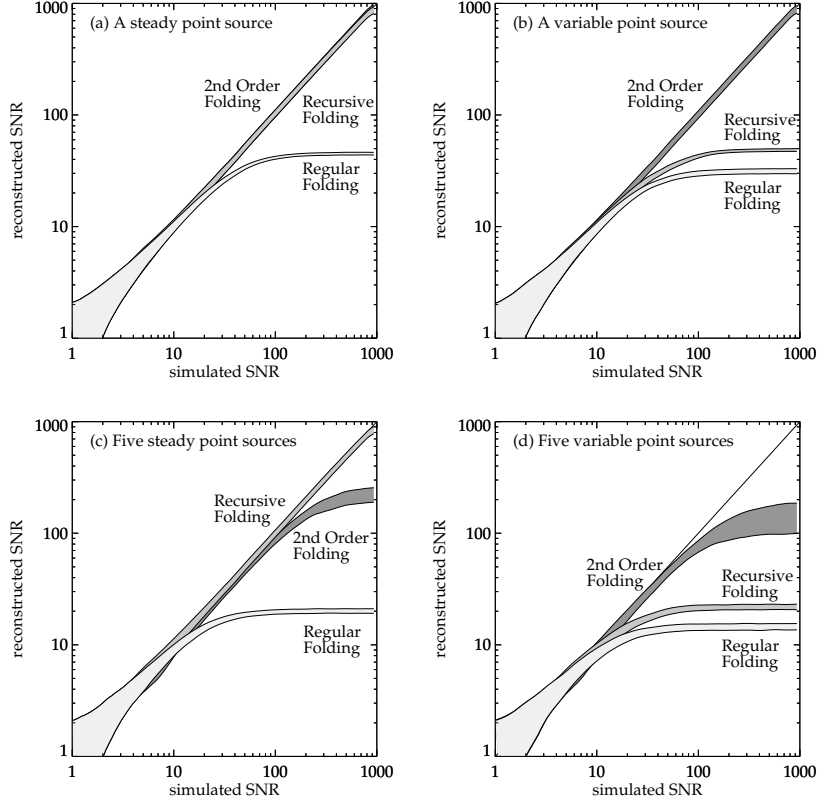 (a) A steady point source
reconstructed SNR
1000
100
10
1
2nd Order
Folding
Recursive
Folding
Regular
Folding
1 10 100 1000
simulated SNR
(b) A variable point source
reconstructed SNR
1000
100
10
1
2nd Order
Folding
Recursive
Folding
Regular
Folding
1 10 100 1000
simulated SNR
(c) Five steady point sources
reconstructed SNR
1000
100
10
1
Recursive
Folding
2nd Order
Folding
Regular
Folding
1 10 100 1000
simulated SNR
(d) Five variable point sources
reconstructed SNR
1000
100
10
1
2nd Order
Folding
Recursive
Folding
Regular
Folding
1 10 100 1000
simulated SNR